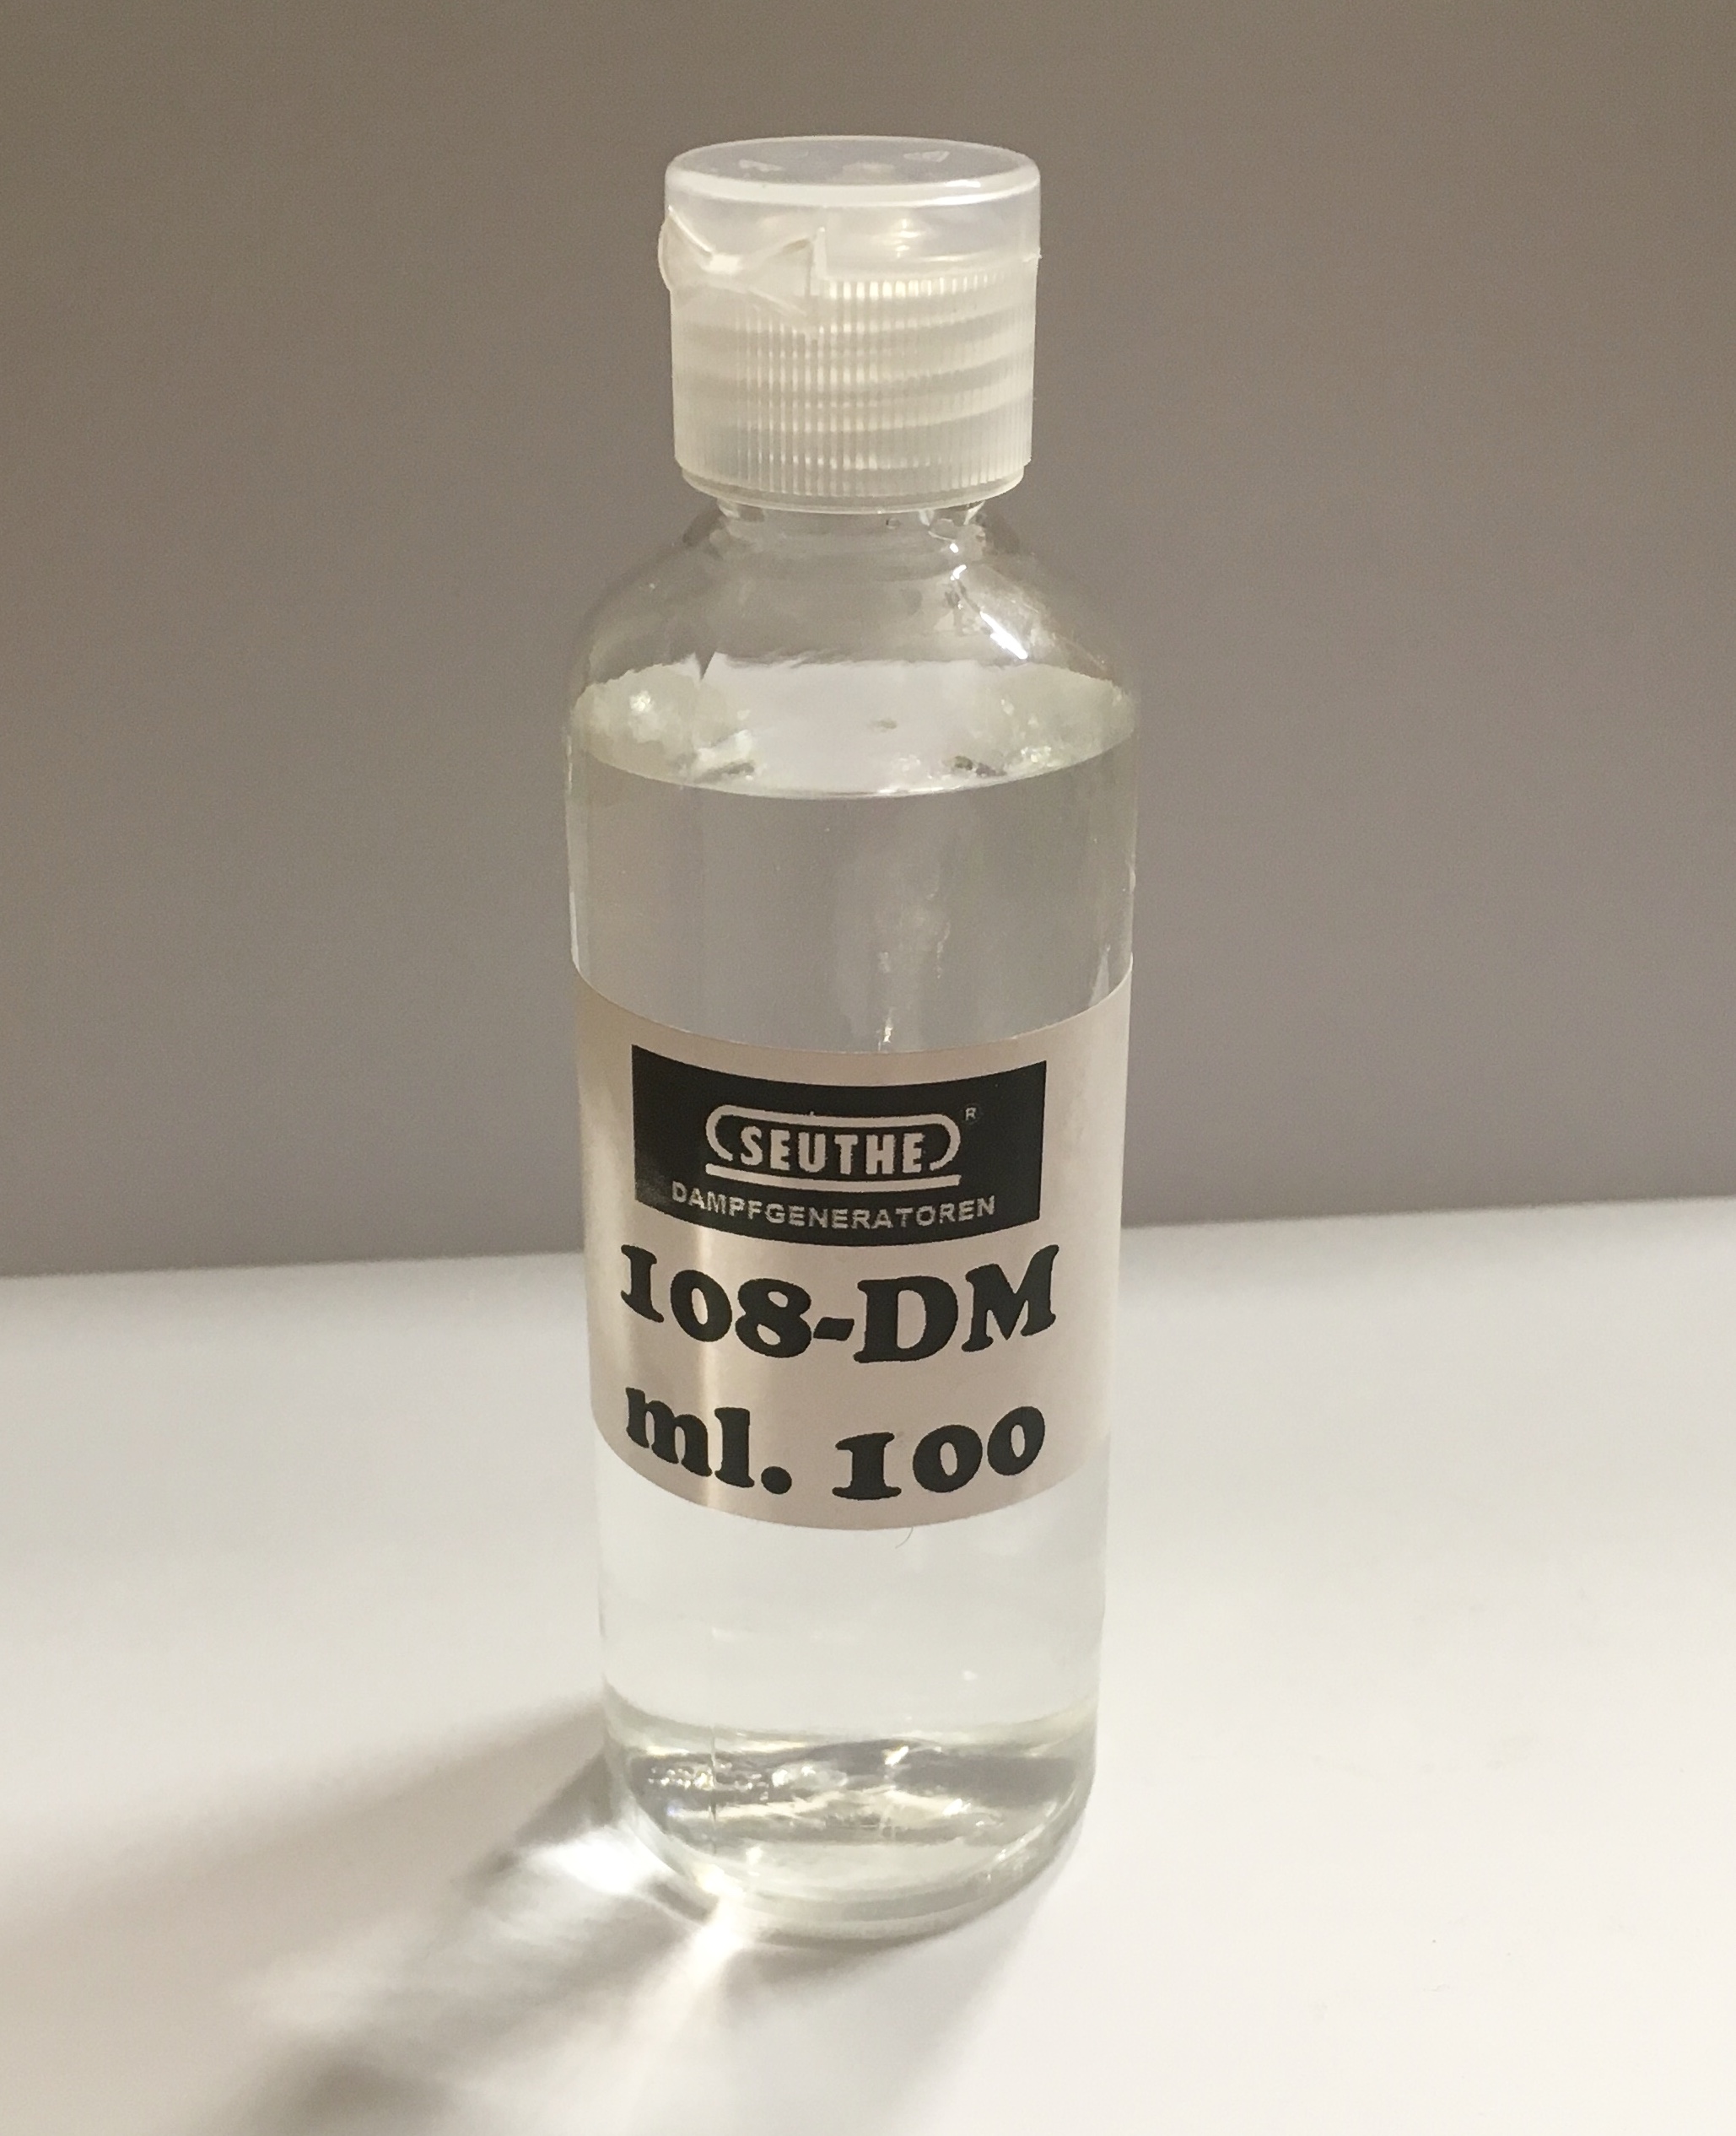 SEUTHE ®
DAMPFGENERATOREN
108-DM
ml. 100